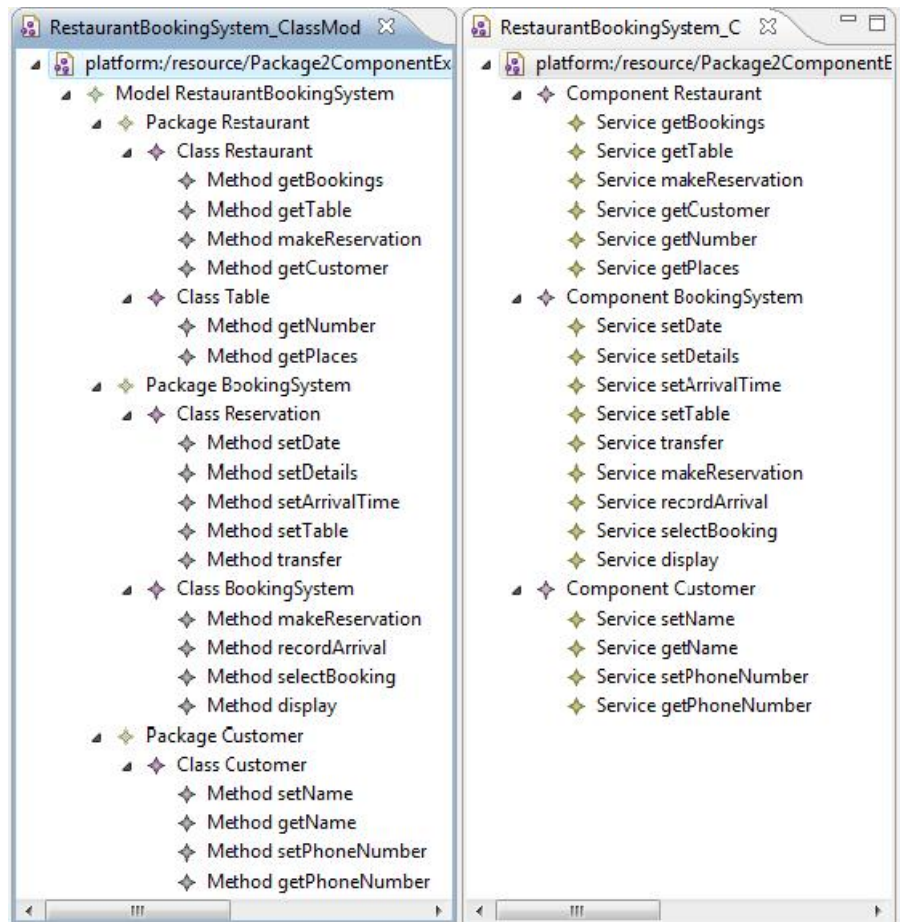 RestaurantBookingSystem_ClassMod
platform:/resource/Package2ComponentEx
Model RestaurantBookingSystem
Package Restaurant
Class Restaurant
Method getBookings
Method getTable
Method makeReservation
Method getCustomer
Class Table
Method getNumber
Method getPlaces
Package BookingSystem
Class Reservation
Method setDate
Method setDetails
Method setArrivalTime
Method setTable
Method transfer
Class BookingSystem
Method makeReservation
Method recordArrival
Method selectBooking
Method display
Package Customer
Class Customer
Method setName
Method getName
Method setPhoneNumber
Method getPhoneNumber
RestaurantBookingSystem_C
platform:/resource/Package2ComponentE
Component Restaurant
Service getBookings
Service getTable
Service makeReservation
Service getCustomer
Service getNumber
Service getPlaces
Component BookingSystem
Service setDate
Service setDetails
Service setArrivalTime
Service setTable
Service transfer
Service makeReservation
Service recordArrival
Service selectBooking
Service display
Component Customer
Service setName
Service getName
Service setPhoneNumber
Service getPhoneNumber